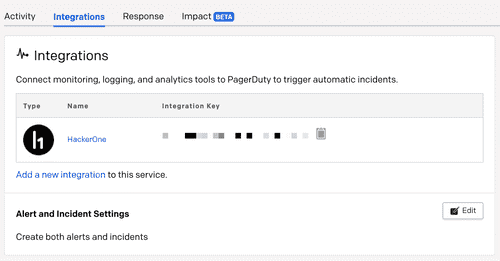 Activity Integrations Response Impact BETA
Integrations
Connect monitoring, logging, and analytics tools to PagerDuty to trigger automatic incidents.
Type Name Integration Key
HackerOne
Add a new integration to this service.
Alert and Incident Settings
Edit
Create both alerts and incidents